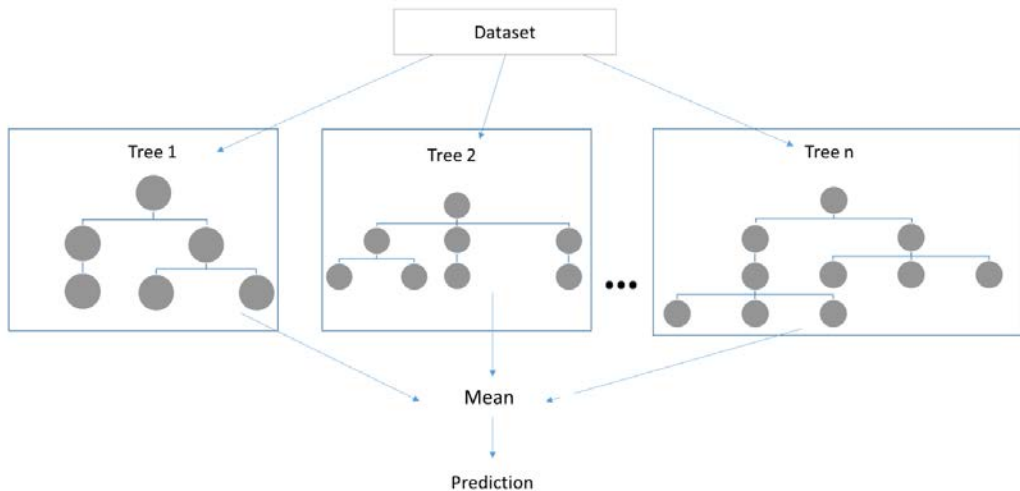 Dataset
Tree 1
Tree 2
Tree n
Mean
Prediction